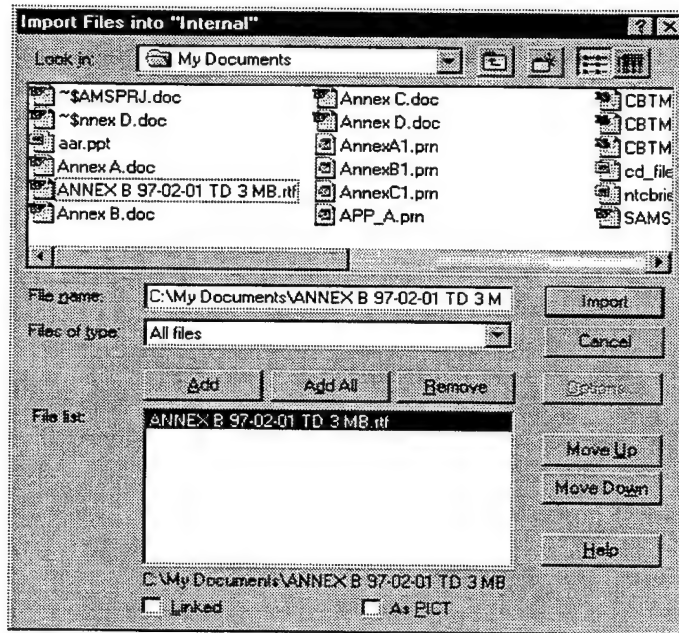 Import Files into "Internal"
Look in: My Documents
~$AMSPRJ.doc
~$nnex D.doc
aar.ppt
Annex A.doc
ANNEX B 97-02-01 TD 3 MB.rtf
Annex B.doc
Annex C.doc
Annex D.doc
AnnexA1.prn
AnnexB1.prn
AnnexC1.prn
APP_A.prn
CBTM
CBTM
CBTM
cd_file
ntcbrie
SAMS
File name: C:\My Documents\ANNEX B 97-02-01 TD 3 M
Import
Files of type: All files
Cancel
Add Add All Remove Options...
File list: ANNEX B 97-02-01 TD 3 MB.rtf
Move Up
Move Down
Help
C:\My Documents\ANNEX B 97-02-01 TD 3 MB
Linked As PICT